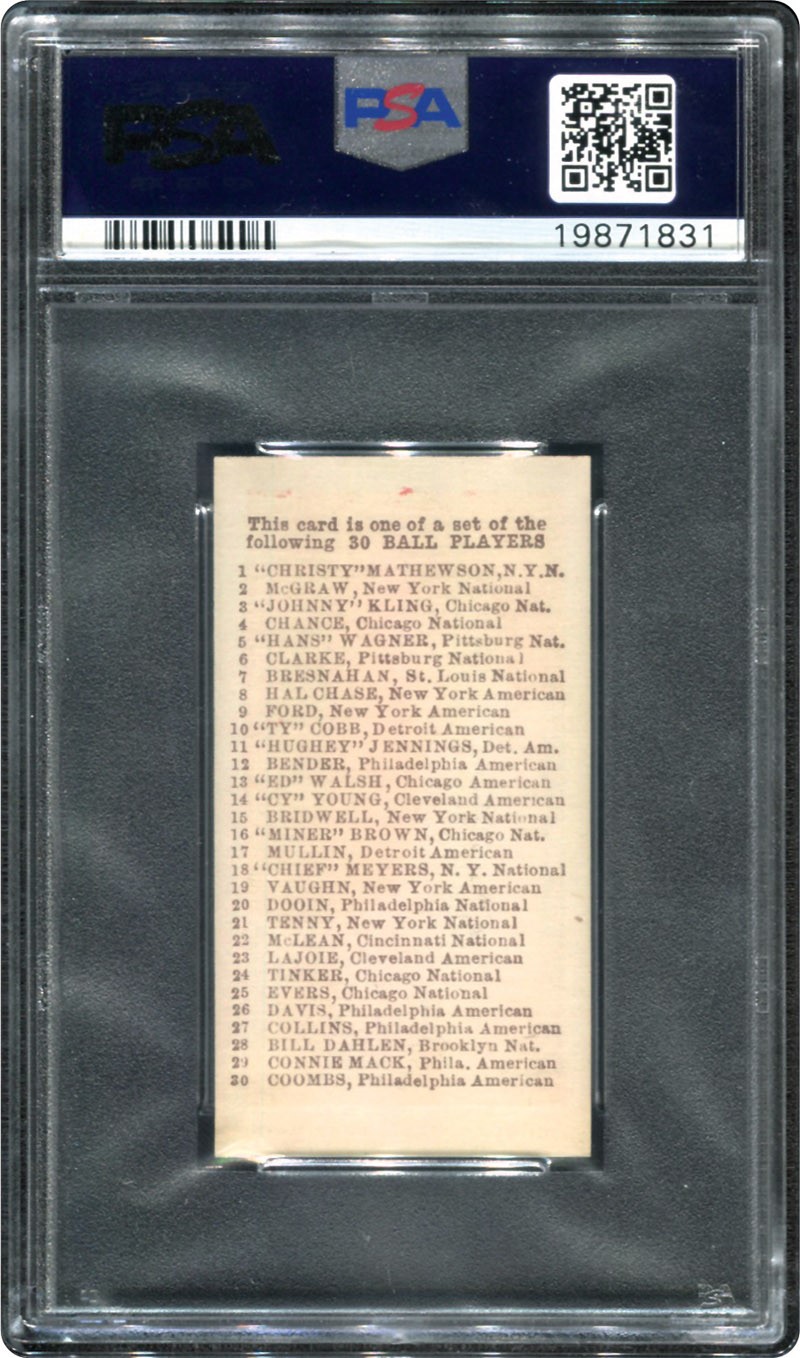 PSA
PSA
19871831
This card is one of a set of the
following 30 BALL PLAYERS
1 "CHRISTY" MATHEWSON, N.Y.N.
2 McGRAW, New York National
3 "JOHNNY" KLING, Chicago Nat.
4 CHANCE, Chicago National
5 "HANS" WAGNER, Pittsburg Nat.
6 CLARKE, Pittsburg National
7 BRESNAHAN, St. Louis National
8 HAL CHASE, New York American
9 FORD, New York American
10 "TY" COBB, Detroit American
11 "HUGHEY" JENNINGS, Det. Am.
12 BENDER, Philadelphia American
13 "ED" WALSH, Chicago American
14 "CY" YOUNG, Cleveland American
15 BRIDWELL, New York National
16 "MINER" BROWN, Chicago Nat.
17 MULLIN, Detroit American
18 "CHIEF" MEYERS, N. Y. National
19 VAUGHN, New York American
20 DOOIN, Philadelphia National
21 TENNY, New York National
22 McLEAN, Cincinnati National
23 LAJOIE, Cleveland American
24 TINKER, Chicago National
25 EVERS, Chicago National
26 DAVIS, Philadelphia American
27 COLLINS, Philadelphia American
28 BILL DAHLEN, Brooklyn Nat.
29 CONNIE MACK, Phila. American
30 COOMBS, Philadelphia American